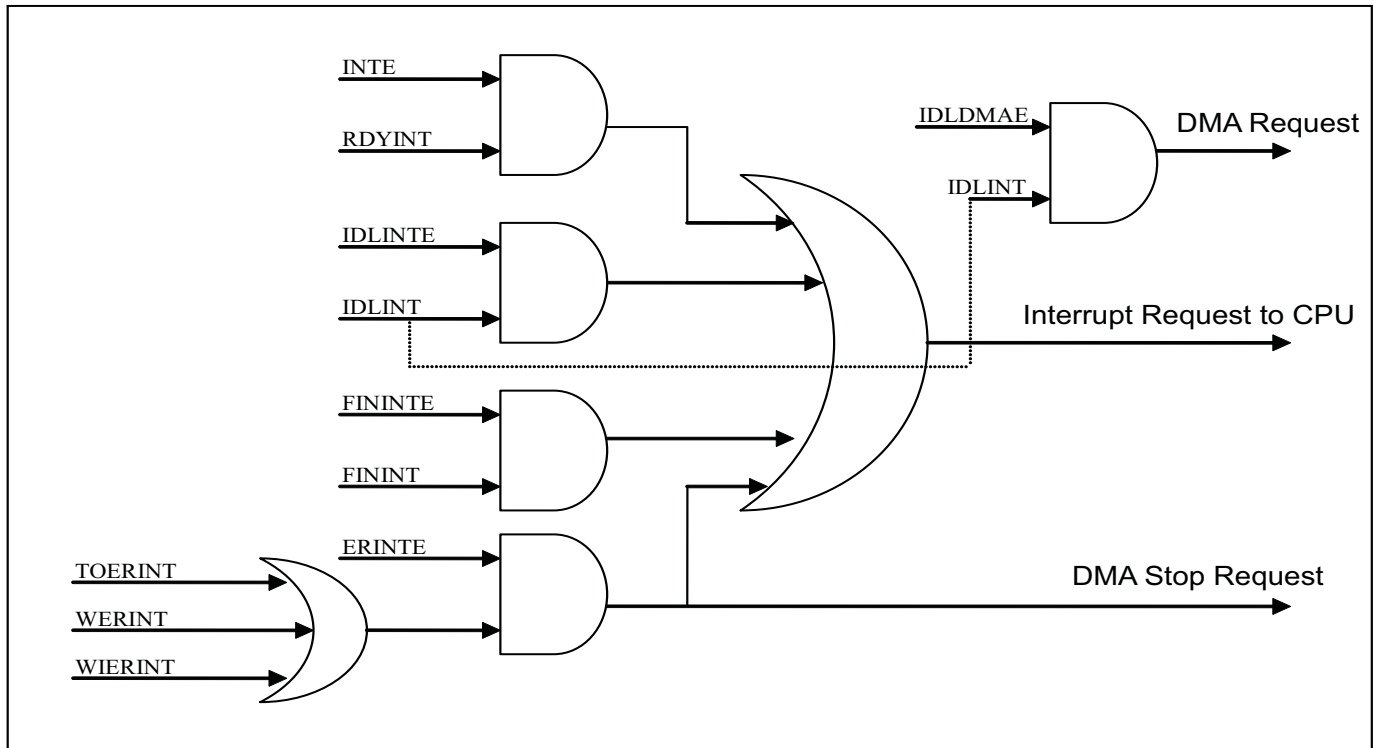 INTE
RDYINT
IDLDMAE
DMA Request
IDLINT
IDLINTE
IDLINT
Interrupt Request to CPU
FININTE
FININT
ERINTE
TOERINT
WERINT
WIERINT
DMA Stop Request